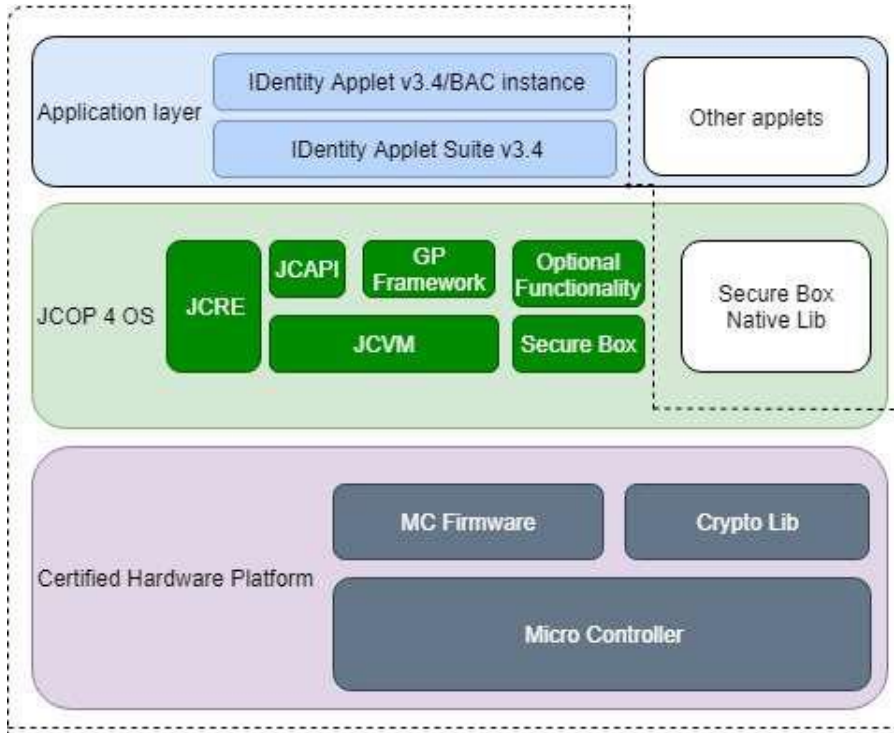 IDentity Applet v3.4/BAC instance
Application layer
IDentity Applet Suite v3.4
Other applets
JCOP 4 OS
JCRE
JCAPI
GP
Framework
Optional
Functionality
JCVM
Secure Box
Secure Box
Native Lib
Certified Hardware Platform
MC Firmware
Crypto Lib
Micro Controller